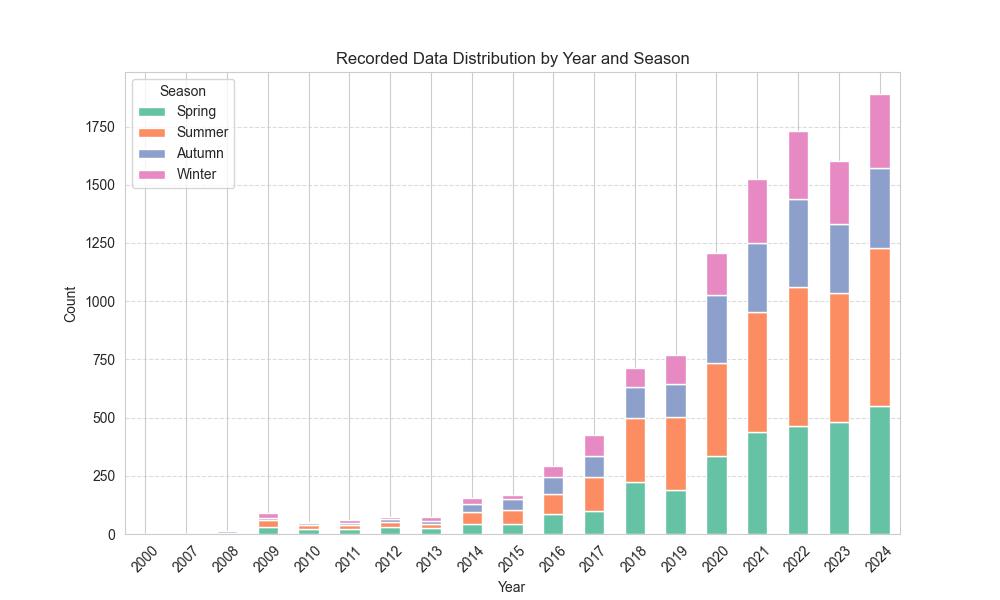 Recorded Data Distribution by Year and Season
Season
Spring
Summer
Autumn
Winter
Count
1750
1500
1250
1000
750
500
250
0
2000 2007 2008 2009 2010 2011 2012 2013 2014 2015 2016 2017 2018 2019 2020 2021 2022 2023 2024
Year